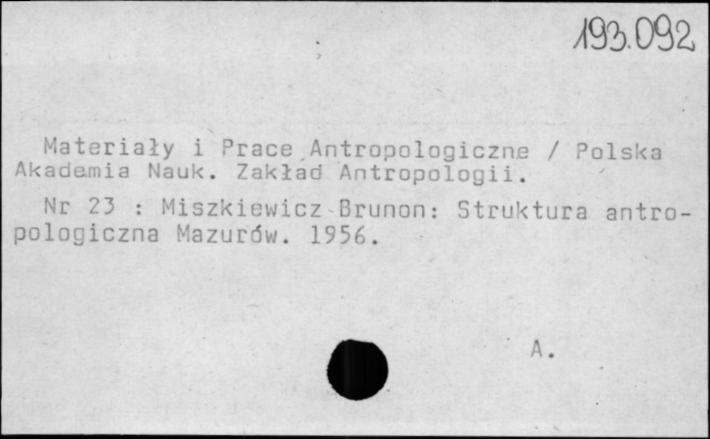 193.092
Materiały i Prace Antropologiczne / Polska
Akademia Nauk. Zakład Antropologii.
Nr 23 : Miszkiewicz Brunon: Struktura antro-
pologiczna Mazurów. 1956.
A.